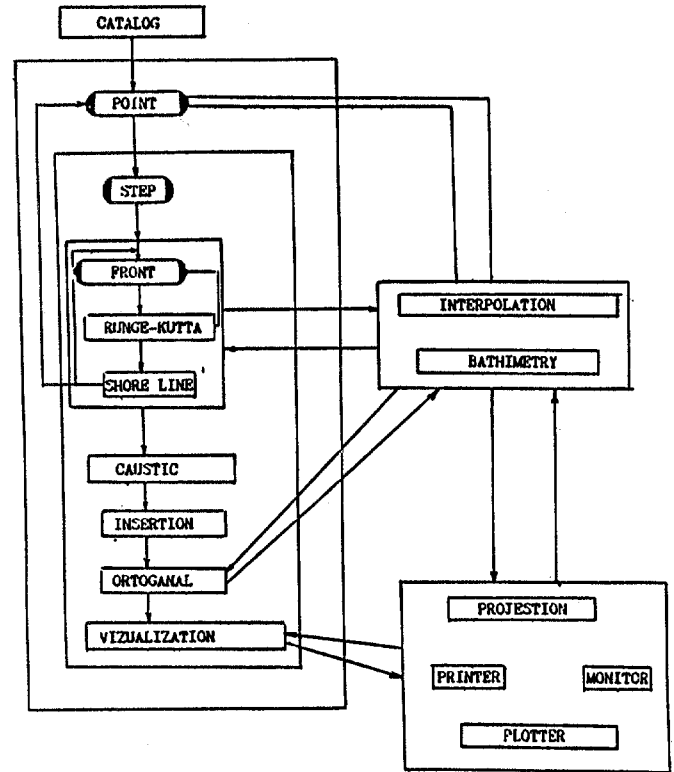 CATALOG
POINT
STEP
FRONT
RUNGE-KUTTA
SHORE LINE
CAUSTIC
INSERTION
ORTOGANAL
VIZUALIZATION
INTERPOLATION
BATHIMETRY
PROJESTION
PRINTER
MONITOR
PLOTTER